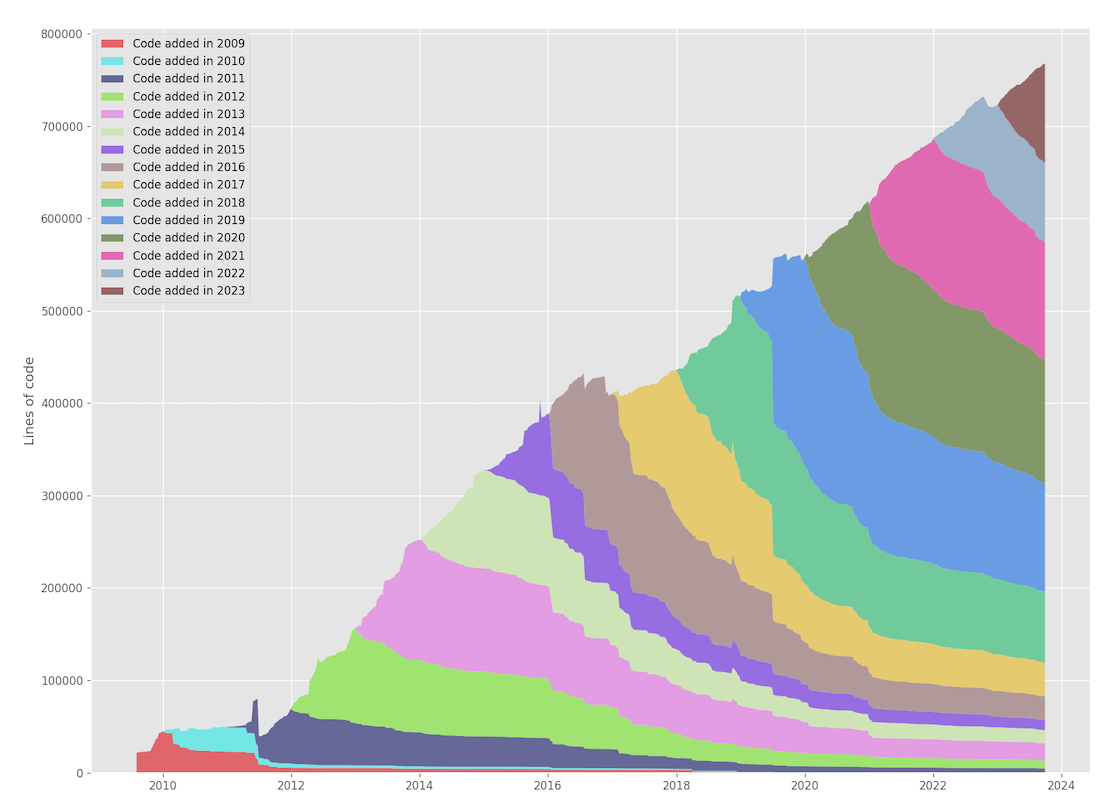 800000
700000
600000
500000
400000
300000
200000
100000
0
Lines of code
Code added in 2009
Code added in 2010
Code added in 2011
Code added in 2012
Code added in 2013
Code added in 2014
Code added in 2015
Code added in 2016
Code added in 2017
Code added in 2018
Code added in 2019
Code added in 2020
Code added in 2021
Code added in 2022
Code added in 2023
2010 2012 2014 2016 2018 2020 2022 2024